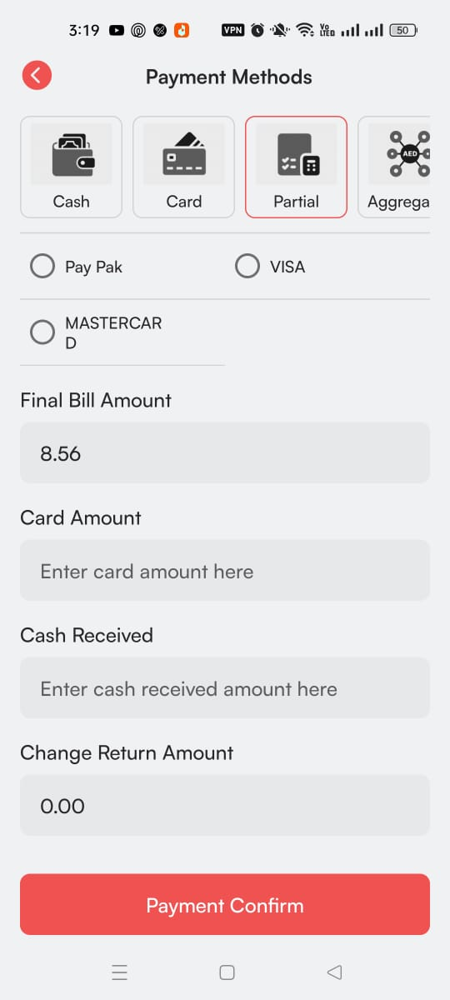 3:19 VPN Vo LTED 50
Payment Methods
AED
Cash Card Partial Aggrega
Pay Pak VISA
MASTERCAR
D
Final Bill Amount
8.56
Card Amount
Enter card amount here
Cash Received
Enter cash received amount here
Change Return Amount
0.00
Payment Confirm